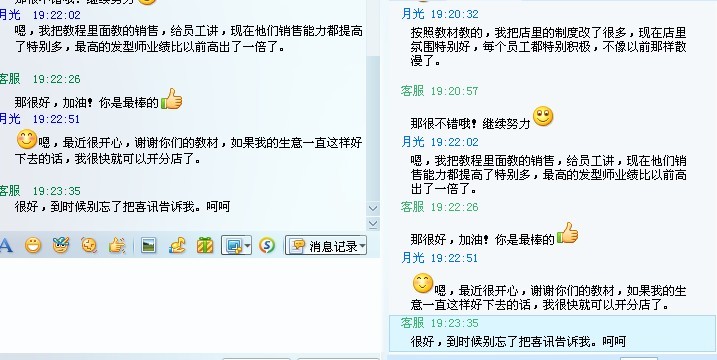 那很不错哦！继续努力
月光 19:22:02
嗯，我把教程里面教的销售，给员工讲，现在他们销售能力都提高
了特别多，最高的发型师业绩比以前高出了一倍了。
客服 19:22:26
那很好，加油！你是最棒的
月光 19:22:51
嗯，最近很开心，谢谢你们的教材，如果我的生意一直这样好
下去的话，我很快就可以开分店了。
客服 19:23:35
很好，到时候别忘了把喜讯告诉我。呵呵
A
消息记录
月光 19:20:32
按照教材教的，我把店里的制度改了很多，现在店里
氛围特别好，每个员工都特别积极，不像以前那样散
漫了。
客服 19:20:57
那很不错哦！继续努力
月光 19:22:02
嗯，我把教程里面教的销售，给员工讲，现在他们销
售能力都提高了特别多，最高的发型师业绩比以前高
出了一倍了。
客服 19:22:26
那很好，加油！你是最棒的
月光 19:22:51
嗯，最近很开心，谢谢你们的教材，如果我的生
意一直这样好下去的话，我很快就可以开分店了。
客服 19:23:35
很好，到时候别忘了把喜讯告诉我。呵呵